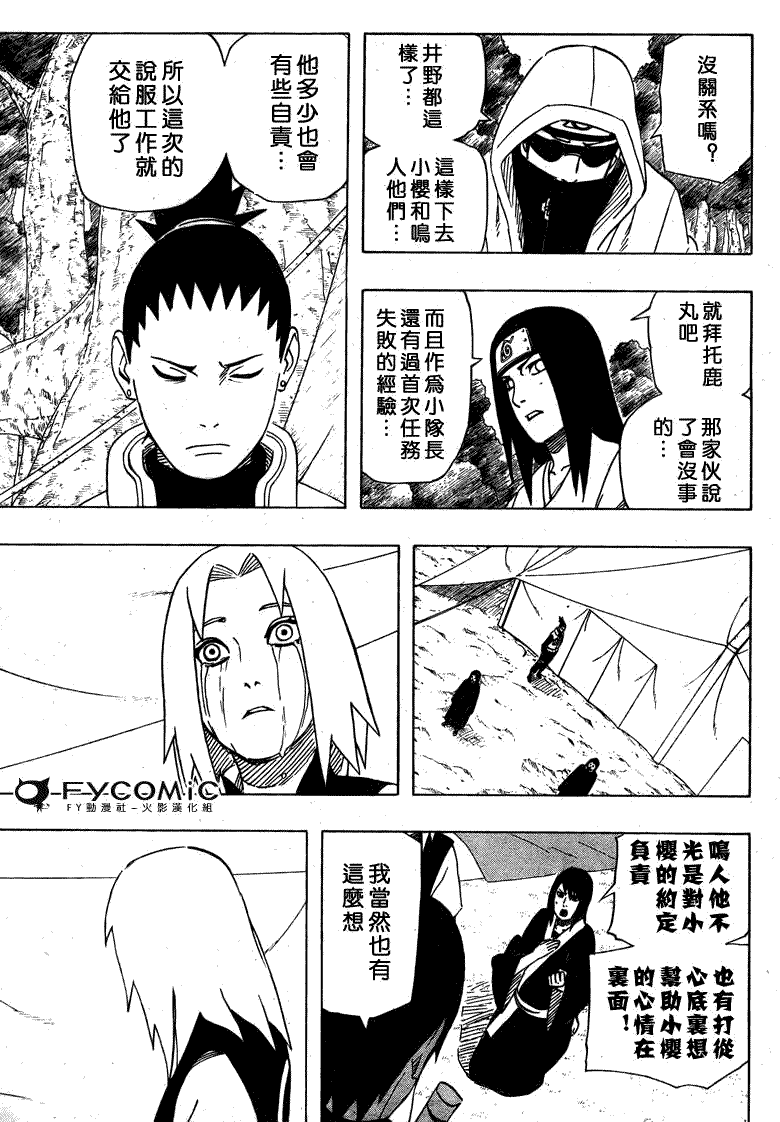 沒關系嗎？
井野都這
樣了…
這樣下去
小櫻和鳴
人他們…
他多少也會
有些自責…
所以這次的
說服工作就
交給他了
就拜托鹿
丸吧
那家伙說
了會沒事
的…
而且作爲小隊長
還有過首次任務
失敗的經驗…
鳴人他不
光是對小
櫻的約定
負責
也有打從
心底裏想
幫助小櫻
的心情在
裏面！
我當然也有
這麼想
FYCOMiC
FY動漫社－火影漢化組